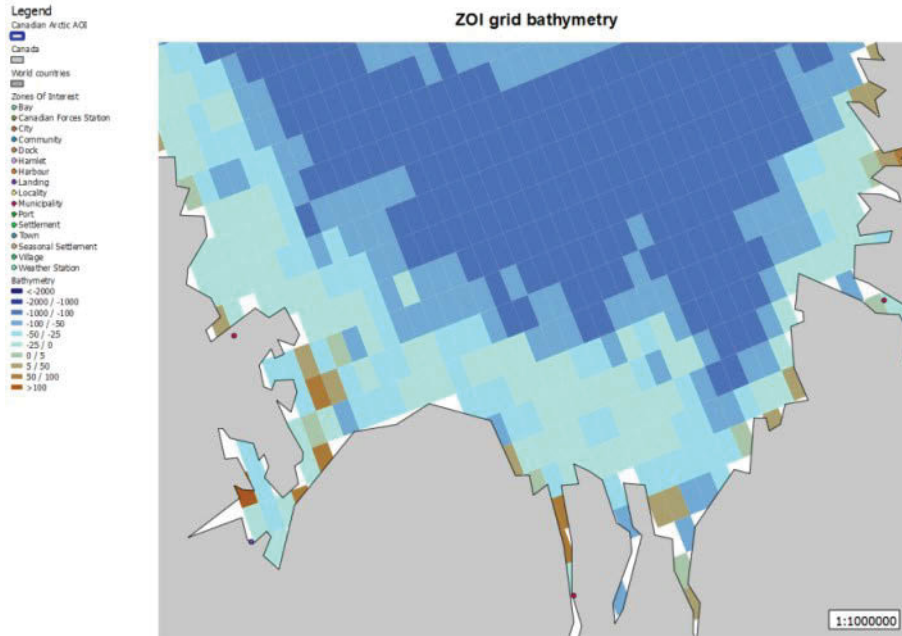 Legend
ZOI grid bathymetry
Canadian Arctic AOI
Canada
World countries
Zones Of Interest
Bay
Canadian Forces Station
City
Community
Dock
Hamlet
Harbour
Landing
Locality
Municipality
Port
Settlement
Town
Seasonal Settlement
Village
Weather Station
Bathymetry
<-2000
-2000 / -1000
-1000 / -100
-100 / -50
-50 / -25
-25 / 0
0 / 5
5 / 50
50 / 100
>100
1:1000000